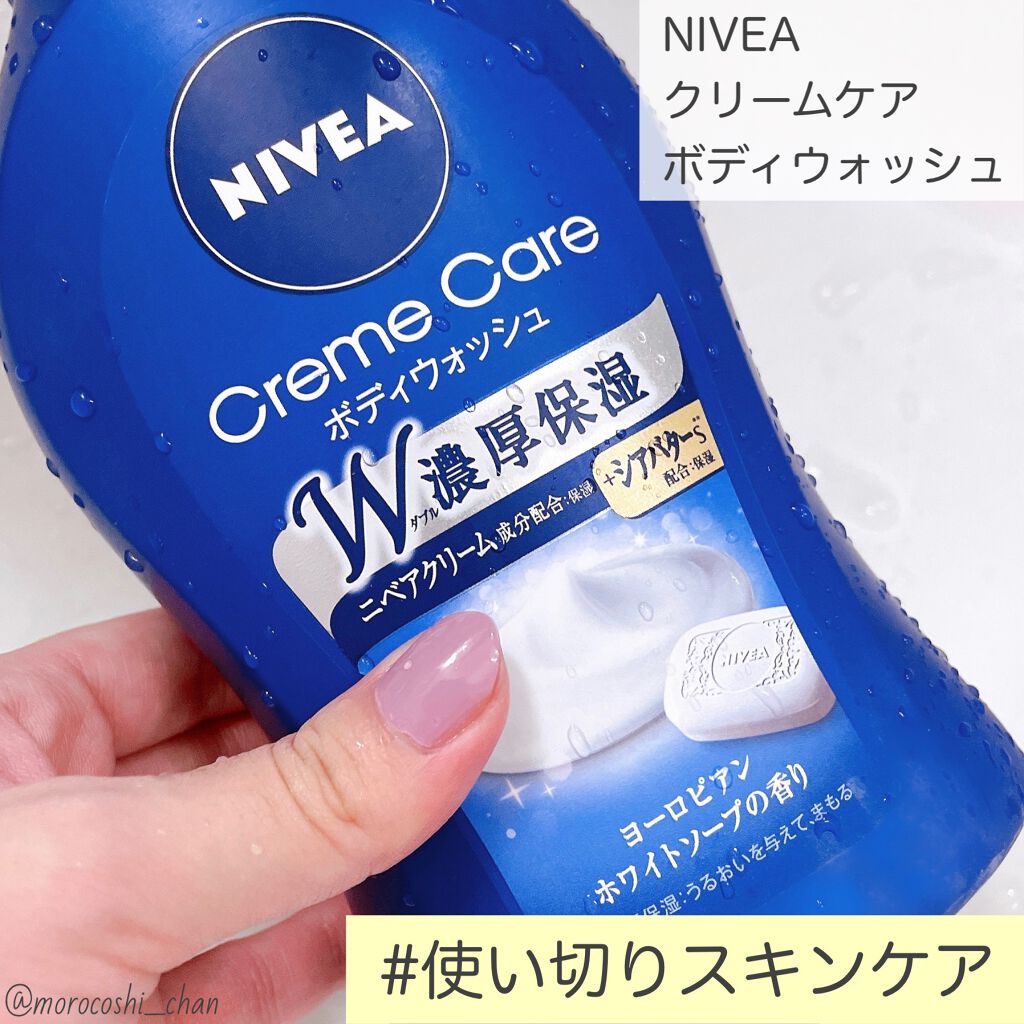 NIVEA
クリームケア
ボディウォッシュ
NIVEA
Creme Care
ボディウォッシュ
W濃厚保湿
ダブル
+シアバターS
配合:保湿
ニベアクリーム成分配合:保湿
NIVEA
ヨーロピアン
ホワイトソープの香り
保湿:うるおいを与えて、まもる
#使い切りスキンケア
@morocoshi_chan